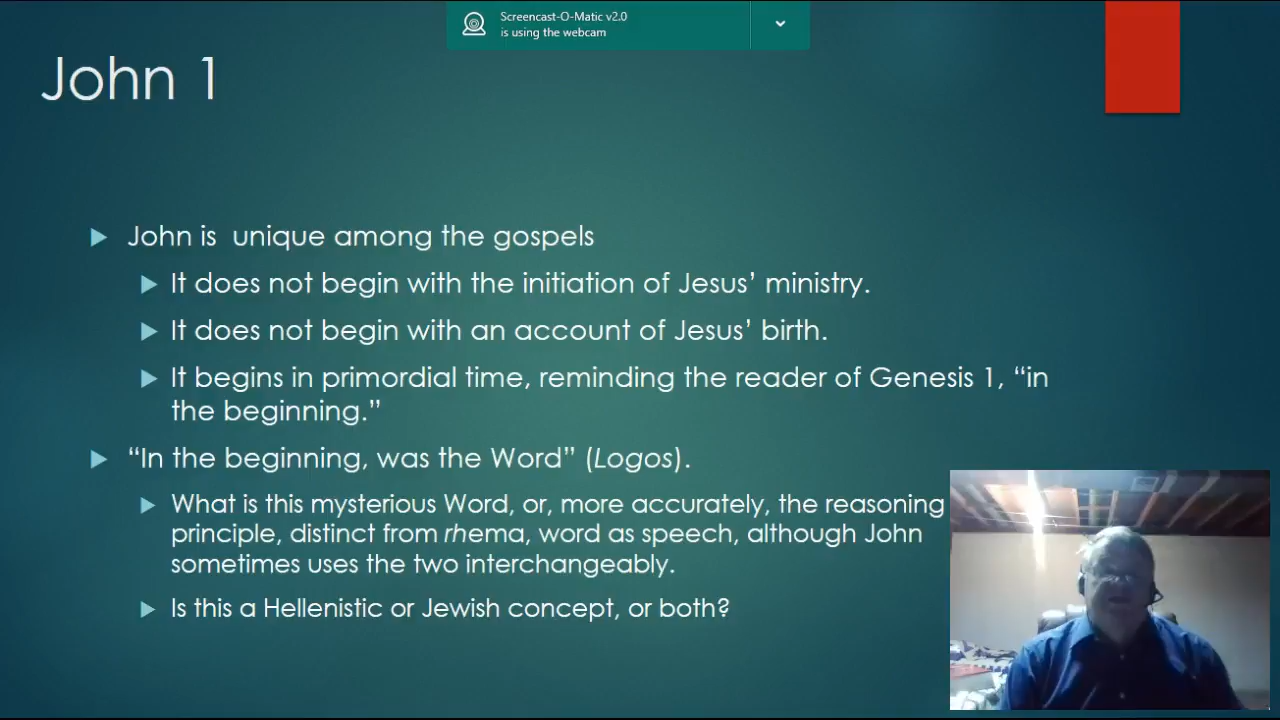 Screencast-O-Matic v2.0
is using the webcam
John 1
John is  unique among the gospels
It does not begin with the initiation of Jesus’ ministry.
It does not begin with an account of Jesus’ birth.
It begins in primordial time, reminding the reader of Genesis 1, “in
the beginning.”
“In the beginning, was the Word” (Logos).
What is this mysterious Word, or, more accurately, the reasoning
principle, distinct from rhema, word as speech, although John
sometimes uses the two interchangeably.
Is this a Hellenistic or Jewish concept, or both?